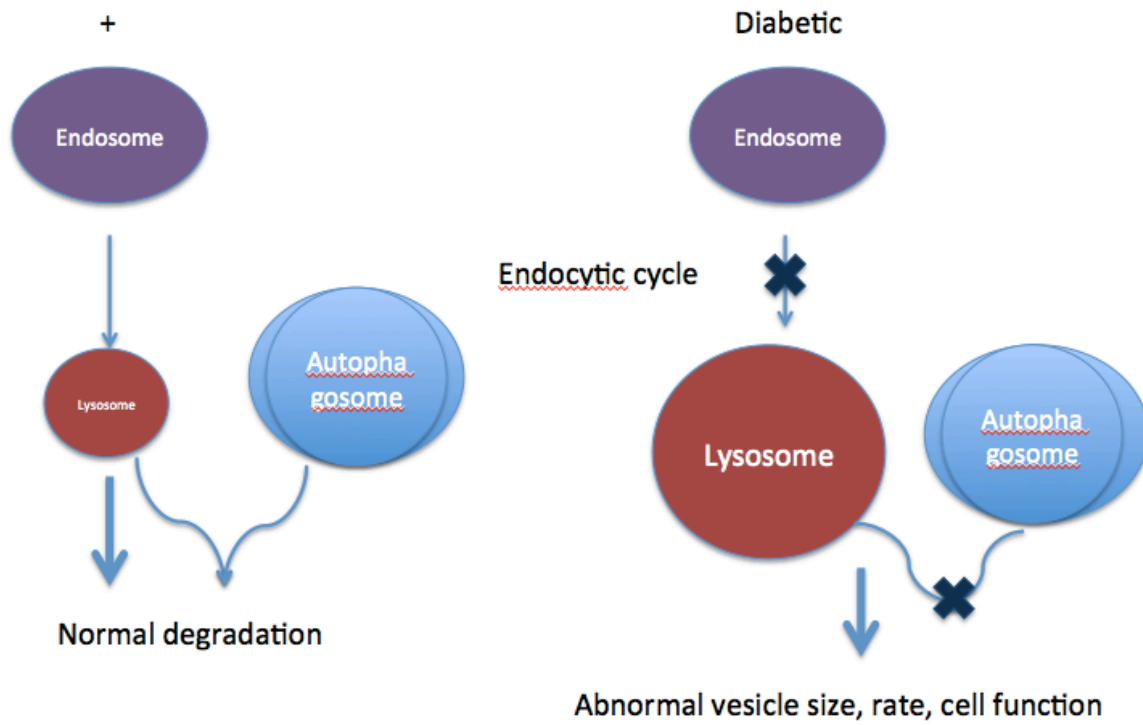 +
Endosome
Lysosome
Autopha
gosome
Normal degradation
Diabetic
Endosome
Endocytic cycle
Lysosome
Autopha
gosome
Abnormal vesicle size, rate, cell function